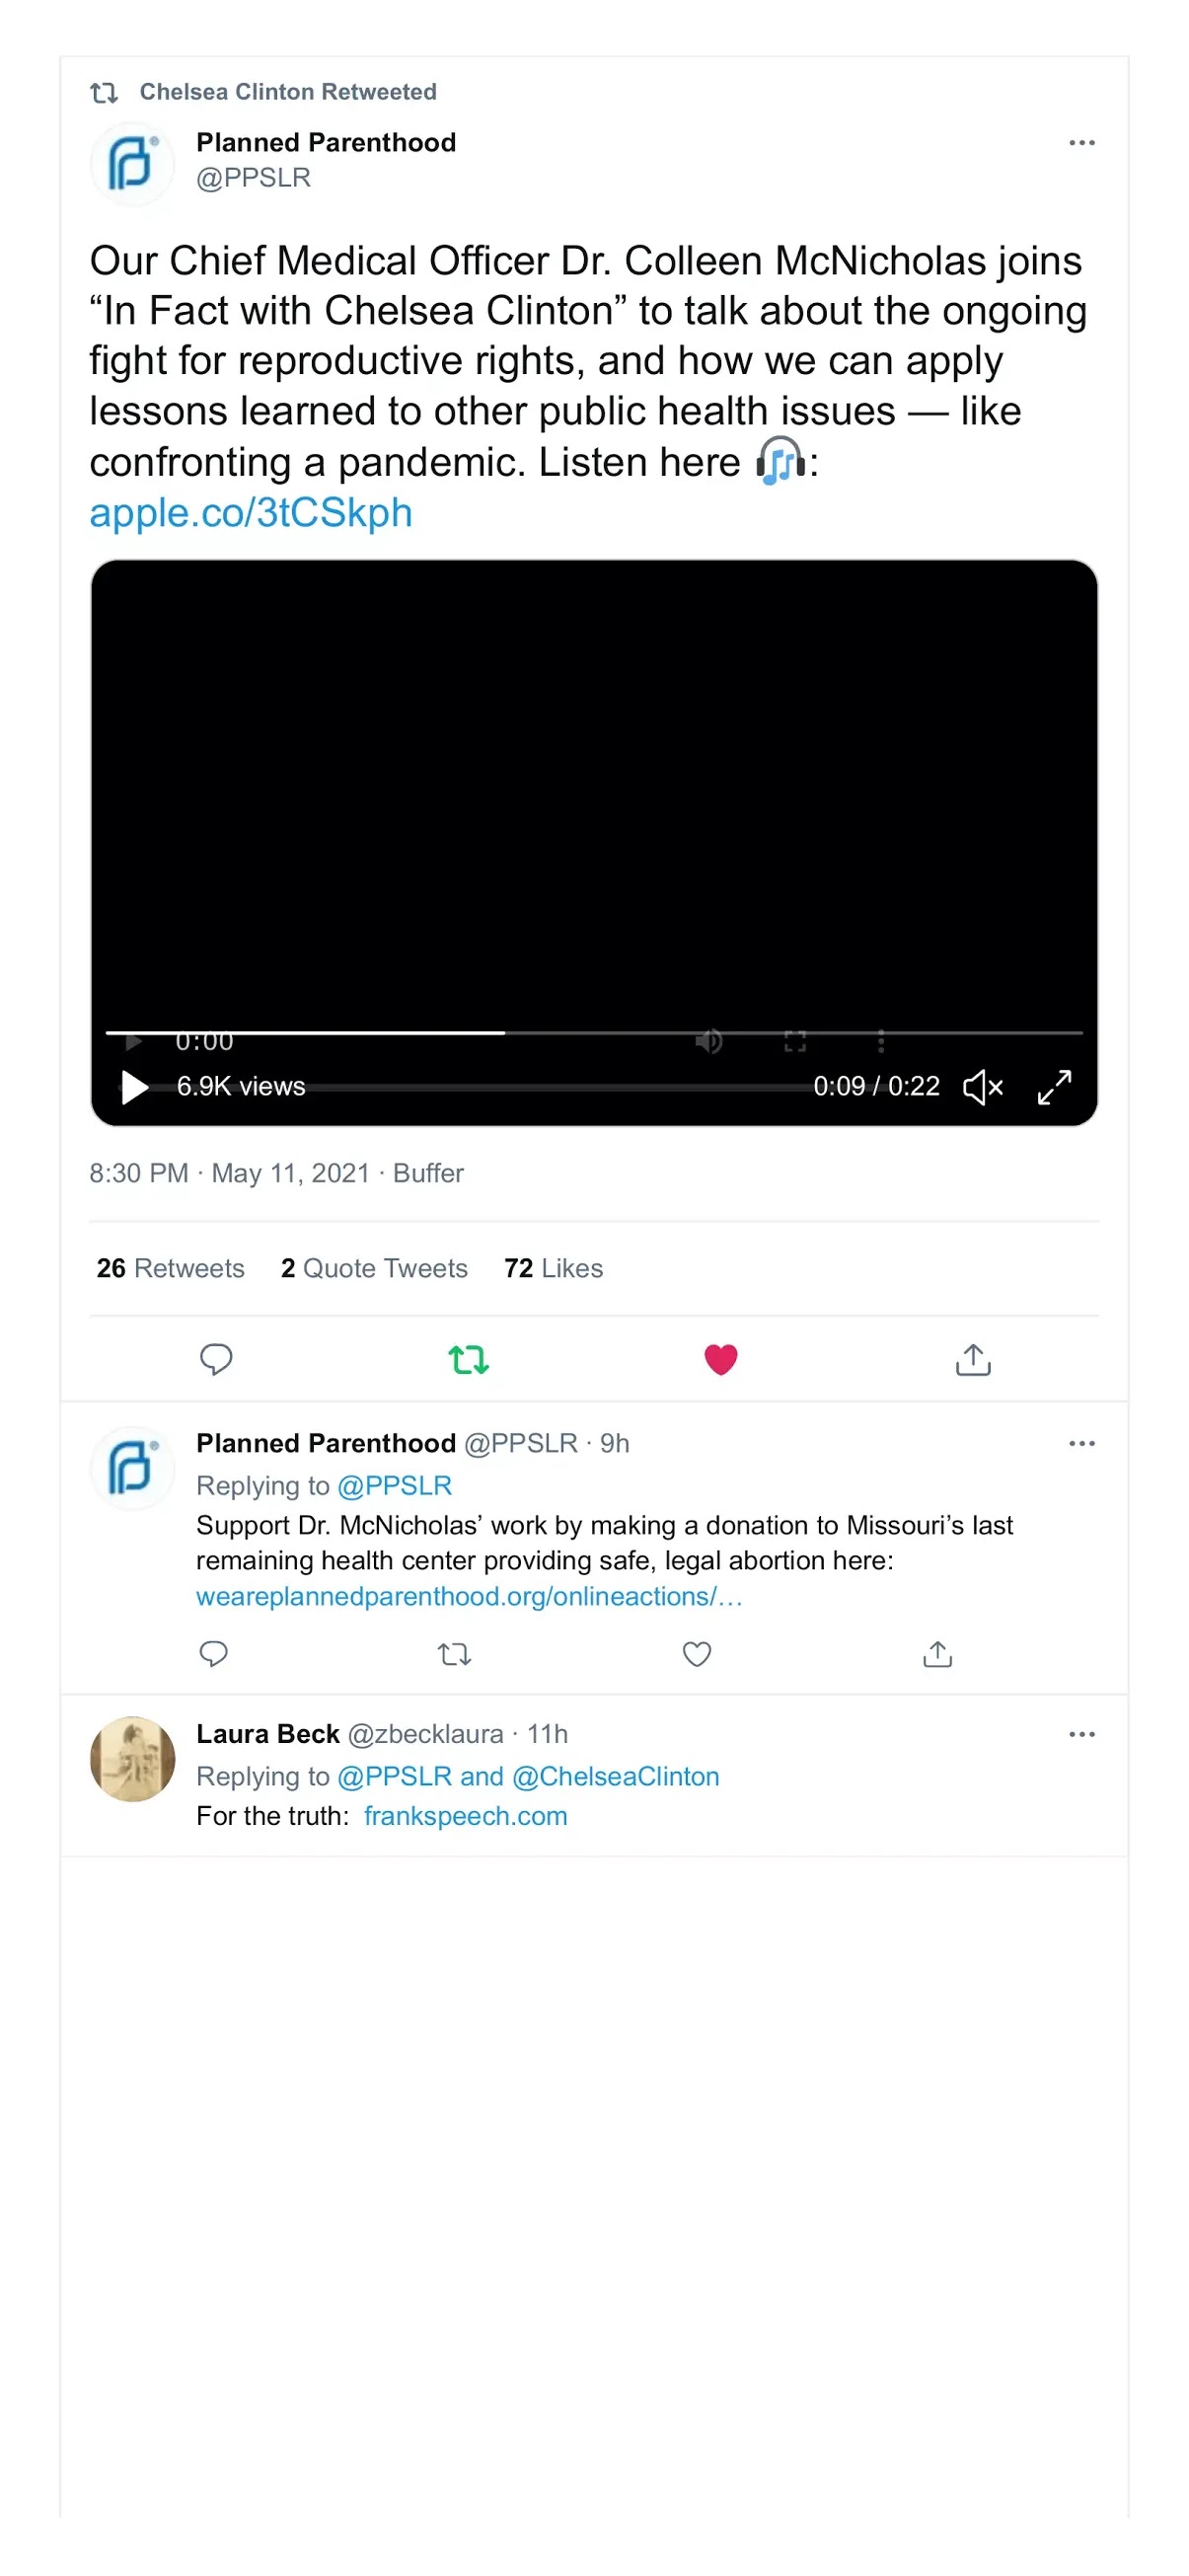 Chelsea Clinton Retweeted
Planned Parenthood
@PPSLR
Our Chief Medical Officer Dr. Colleen McNicholas joins
“In Fact with Chelsea Clinton” to talk about the ongoing
fight for reproductive rights, and how we can apply
lessons learned to other public health issues — like
confronting a pandemic. Listen here 🎧:
apple.co/3tCSkph
0:00
6.9K views 0:09 / 0:22
8:30 PM · May 11, 2021 · Buffer
26 Retweets 2 Quote Tweets 72 Likes
Planned Parenthood @PPSLR · 9h
Replying to @PPSLR
Support Dr. McNicholas’ work by making a donation to Missouri’s last
remaining health center providing safe, legal abortion here:
weareplannedparenthood.org/onlineactions/…
Laura Beck @zbecklaura · 11h
Replying to @PPSLR and @ChelseaClinton
For the truth: frankspeech.com